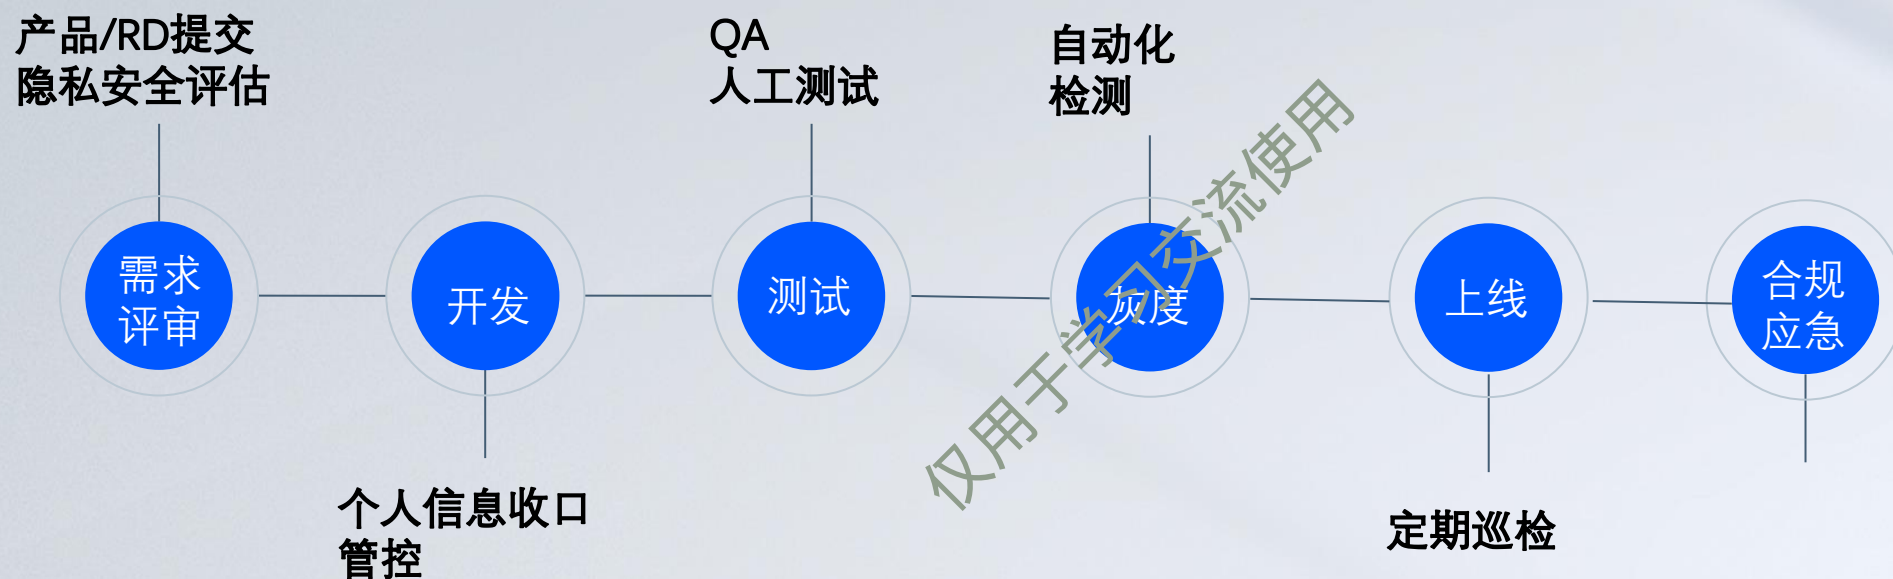 产品/RD提交
隐私安全评估
QA
人工测试
自动化
检测
需求
评审
开发
测试
灰度
上线
合规
应急
个人信息收口
管控
定期巡检
仅用于学习交流使用